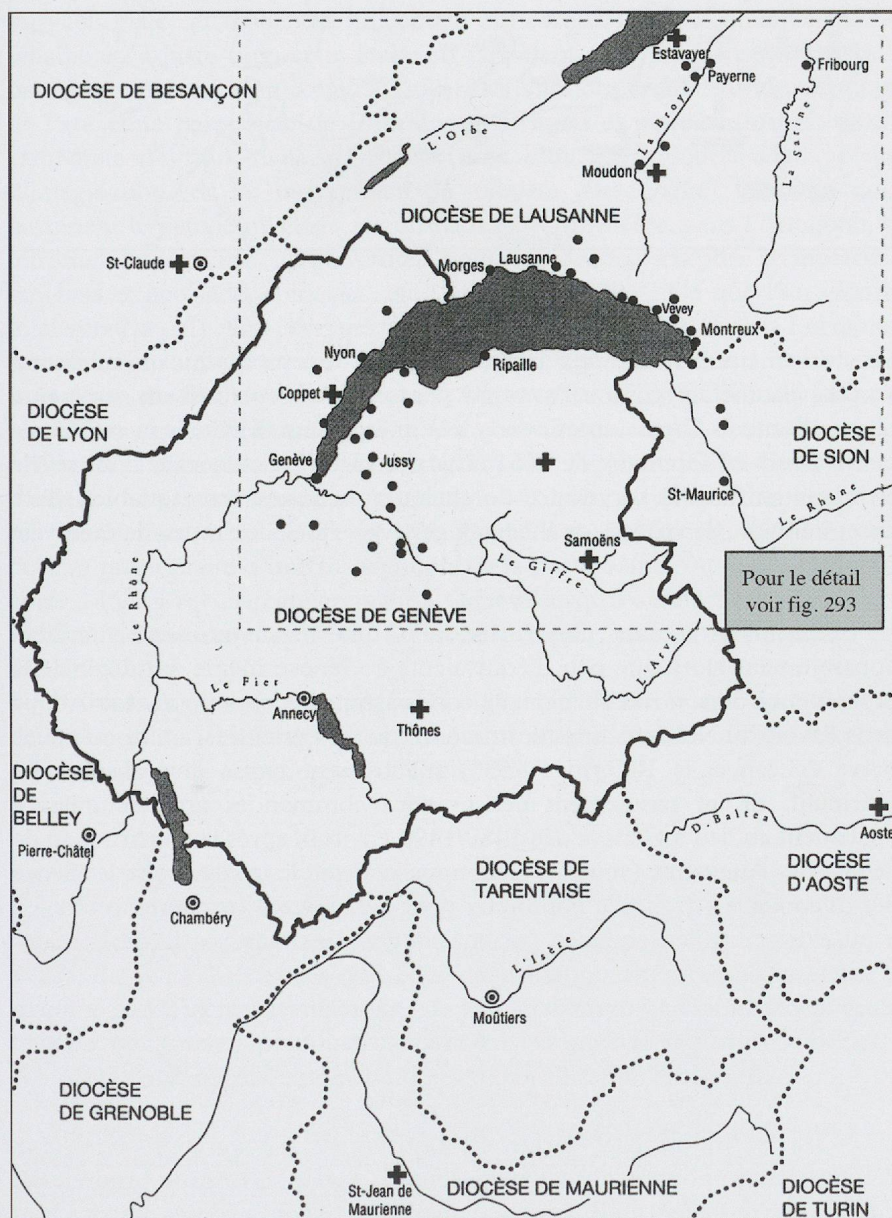 Estavayer
Payerne
Fribourg
DIOCÈSE DE BESANÇON
L'Orbe
La Broye
La Sarine
Moudon
DIOCÈSE DE LAUSANNE
St-Claude
Morges
Lausanne
Vevey
Montreux
Nyon
Ripaille
Coppet
DIOCÈSE
DE LYON
DIOCÈSE
DE SION
Genève
Jussy
St-Maurice
Le Rhône
Samoëns
Le Giffre
Pour le détail
voir fig. 293
Le Rhône
DIOCÈSE DE GENÈVE
L'Arve
Le Fier
Annecy
Thônes
DIOCÈSE
DE
BELLEY
Pierre-Châtel
D. Baltea
Aoste
DIOCÈSE DE
TARENTAISE
DIOCÈSE
D'AOSTE
Chambéry
L'Isère
Moûtiers
DIOCÈSE
DE GRENOBLE
St-Jean de
Maurienne
DIOCÈSE DE MAURIENNE
DIOCÈSE
DE TURIN